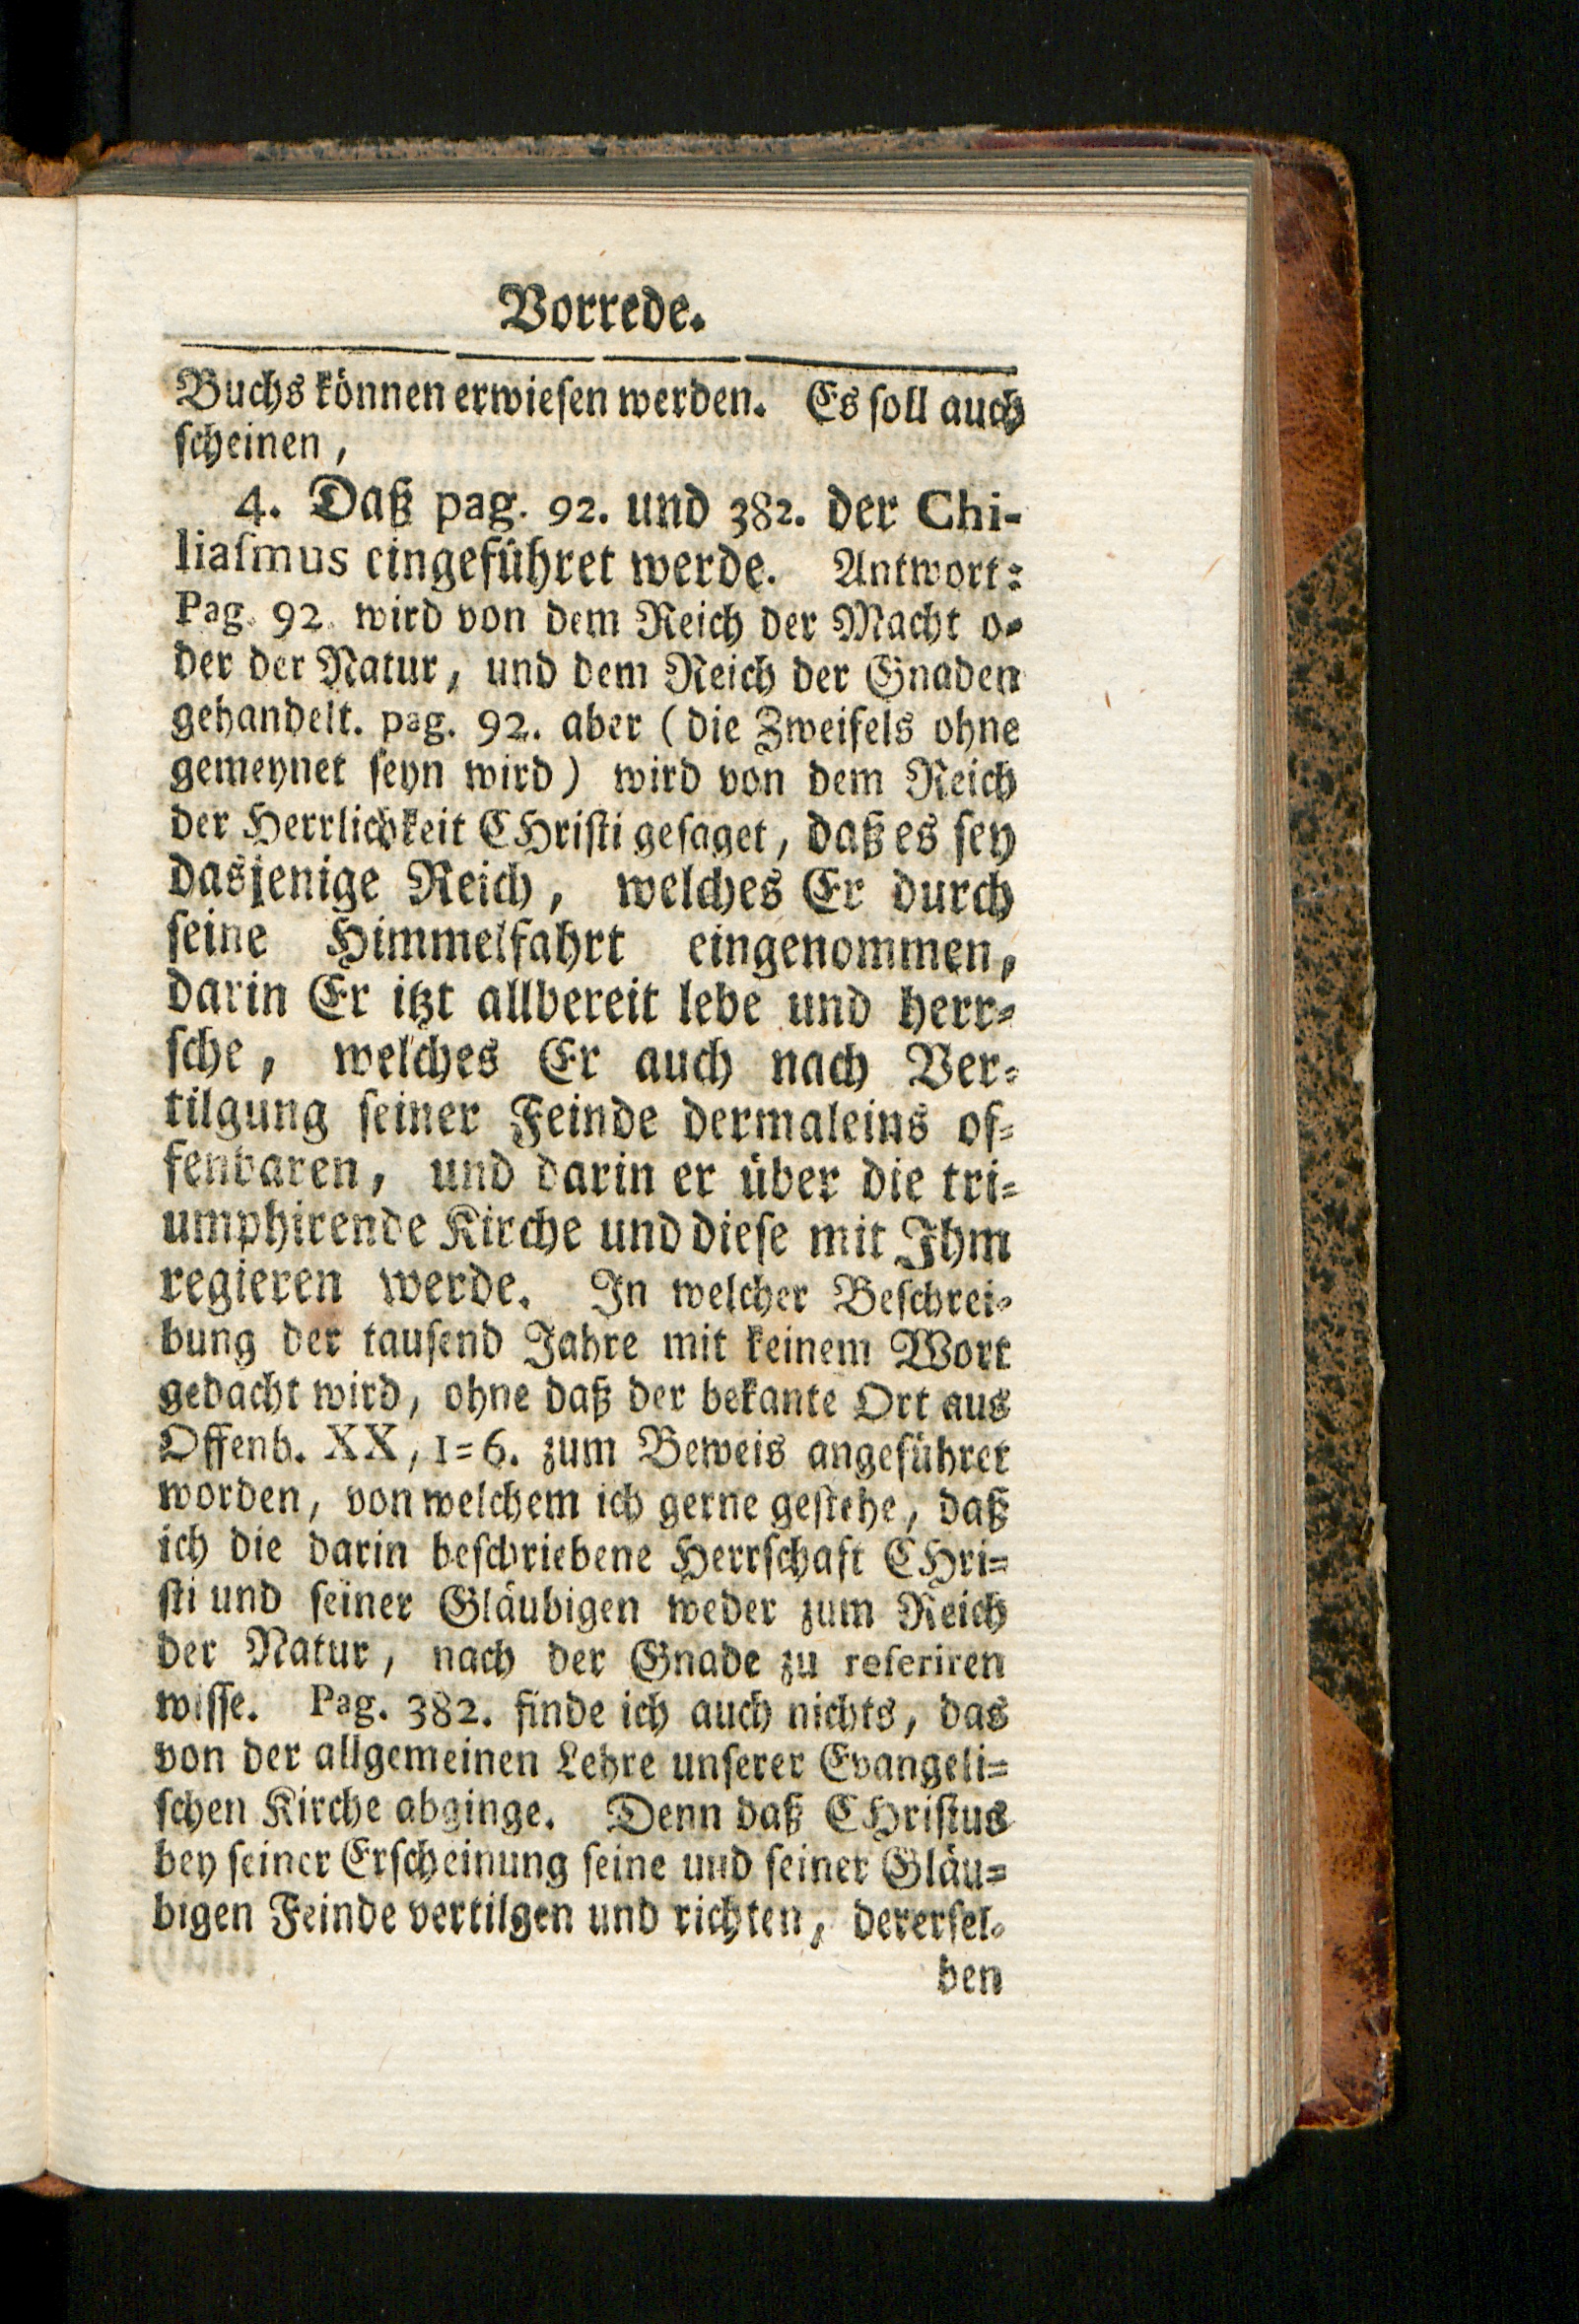 Vorrede.
Buchs können erwiesen werden. Es soll auch
scheinen,
4. Daß pag. 92. und 382. der Chi-
liasmus eingeführet werde. Antwort:
Pag. 92. wird von dem Reich der Macht o-
der der Natur, und dem Reich der Gnaden
gehandelt. pag. 92. aber (die Zweifels ohne
gemeynet seyn wird) wird von dem Reich
der Herrlichkeit CHristi gesaget, daß es sey
dasjenige Reich, welches Er durch
seine Himmelfahrt eingenommen,
darin Er itzt allbereit lebe und herr-
sche, welches Er auch nach Ver-
tilgung seiner Feinde dermaleins of-
fenbaren, und darin er über die tri-
umphirende Kirche und diese mit Ihm
regieren werde. In welcher Beschrei-
bung der tausend Jahre mit keinem Wort
gedacht wird, ohne daß der bekante Ort aus
Offenb. XX, 1=6. zum Beweis angeführet
worden, von welchem ich gerne gestehe, daß
ich die darin beschriebene Herrschaft CHri-
sti und seiner Gläubigen weder zum Reich
der Natur, nach der Gnade zu referiren
wisse. Pag. 382. finde ich auch nichts, das
von der allgemeinen Lehre unserer Evangeli-
schen Kirche abginge. Denn daß CHristus
bey seiner Erscheinung seine und seiner Gläu-
bigen Feinde vertilgen und richten, derersel-
ben